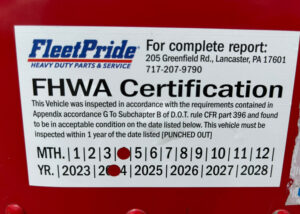 FleetPride®
HEAVY DUTY PARTS & SERVICE
For complete report:
205 Greenfield Rd., Lancaster, PA 17601
717-207-9790
FHWA Certification
This Vehicle was inspected in accordance with the requirements contained in
Appendix accordance G To Subchapter B of D.O.T. rule CFR part 396 and found
to be in acceptable condition on the date listed below. This vehicle must be
inspected within 1 year of the date listed [PUNCHED OUT]
MTH. |1|2|3| |5|6|7|8|9|10|11|12
YR. |2023|2 4|2025|2026|2027|2028|